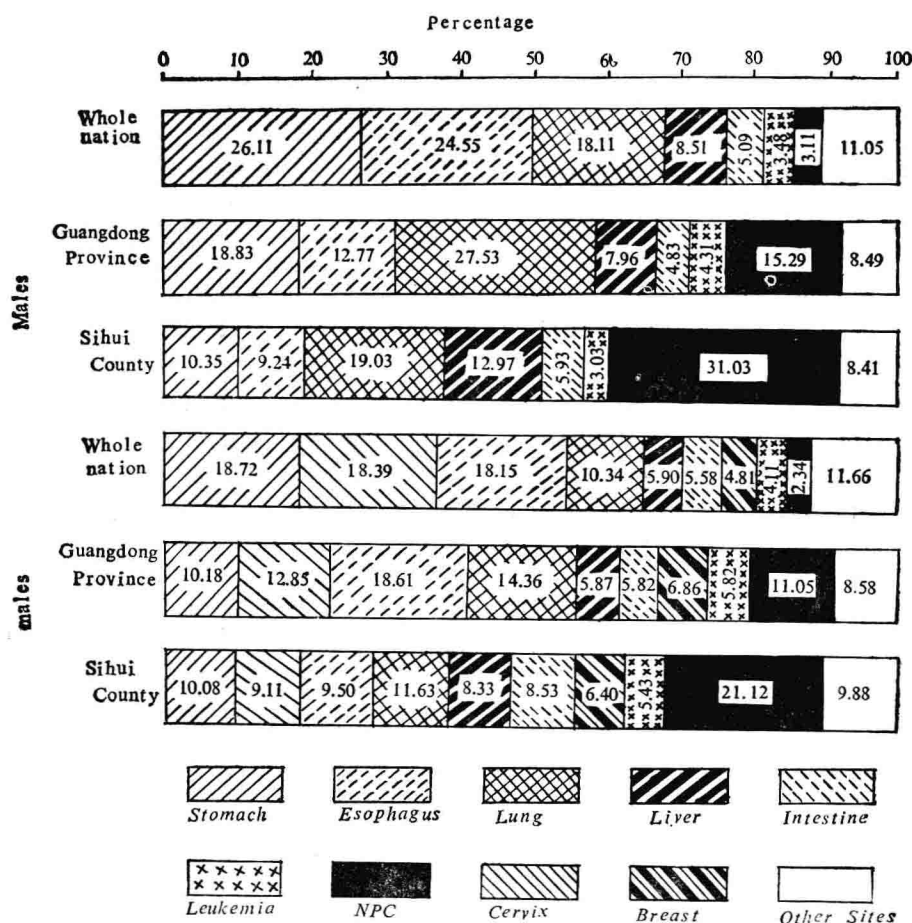 Percentage
0 10 20 30 40 50 6b 70 80 90 100
Males
Whole
nation
26.11 24.55 18.11 8.51 5.09 3.48 3.11 11.05
Guangdong
Province
18.83 12.77 27.53 7.96 4.83 4.31 15.29 8.49
Sihui
County
10.35 9.24 19.03 12.97 5.93 3.03 31.03 8.41
emales
Whole
nation
18.72 18.39 18.15 10.34 5.90 5.58 4.81 4.11 2.34 11.66
Guangdong
Province
10.18 12.85 18.61 14.36 5.87 5.82 6.86 5.82 11.05 8.58
Sihui
County
10.08 9.11 9.50 11.63 8.33 8.53 6.40 5.43 21.12 9.88
Stomach Esophagus Lung Liver Intestine
Leukemia NPC Cervix Breast Other Sites